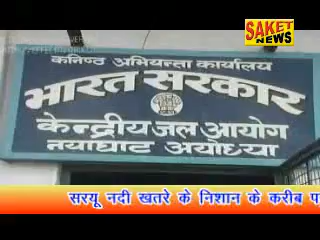 SAKET
NEWS
कनिष्ठ अभियन्ता कार्यालय
भारत सरकार
केन्द्रीय जल आयोग
नयाघाट अयोध्या
सरयू नदी खतरे के निशान के करीब प